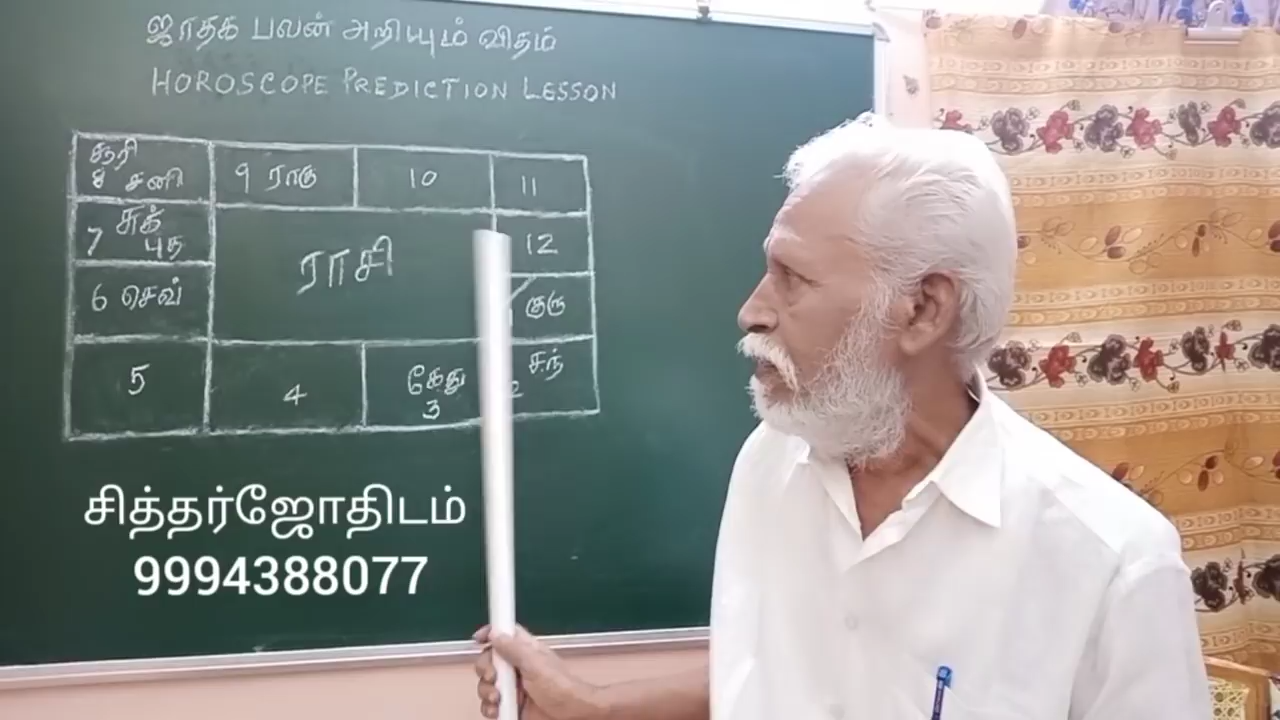 ஜாதக பலன் அறியும் விதம்
HOROSCOPE PREDICTION LESSON
சூரி
8 சனி
9 ராகு
10
11
சுக்
7 புத
12
ராசி
6 செவ்
குரு
5
4
கேது
3
சந்
2
சித்தர்ஜோதிடம்
9994388077